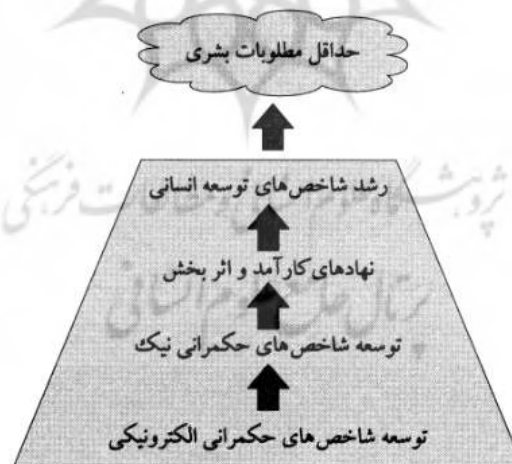 حداقل مطلوبات بشری
رشد شاخص‌های توسعه انسانی
نهادهای کارآمد و اثر بخش
توسعه شاخص‌های حکمرانی نیک
توسعه شاخص‌های حکمرانی الکترونیکی